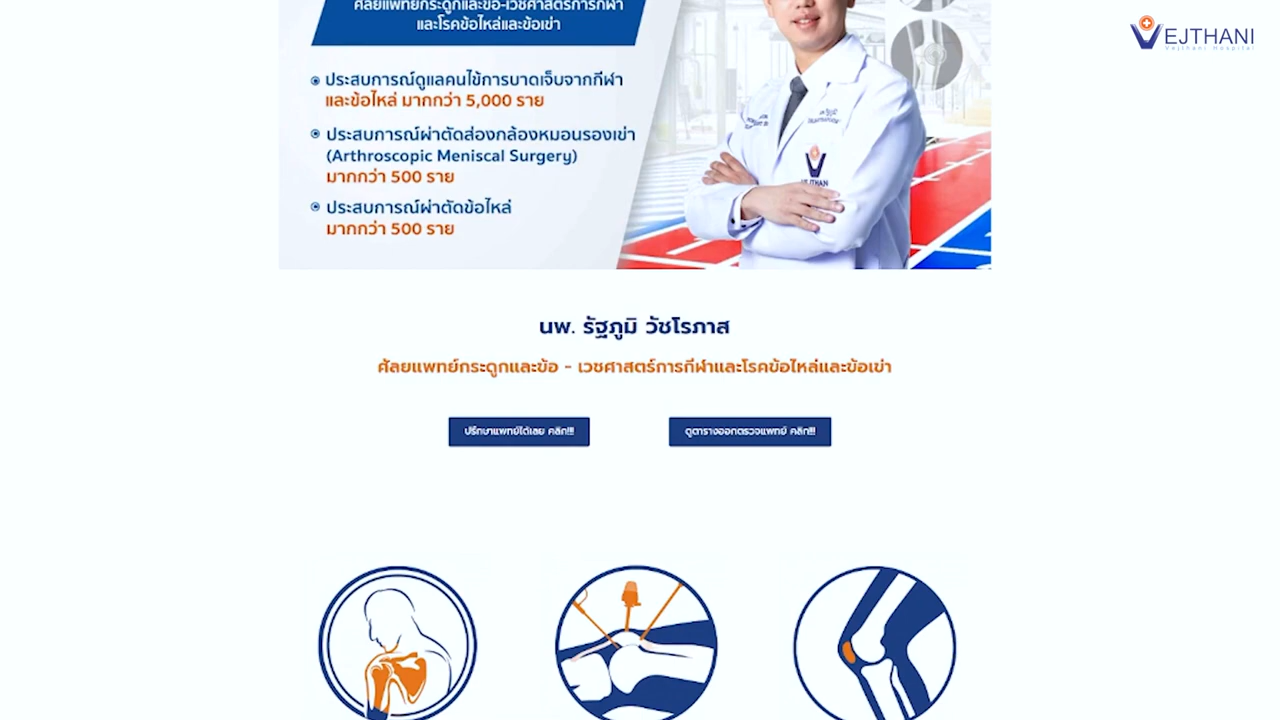 ศัลยแพทย์กระดูกและข้อ-เวชศาสตร์การกีฬา
และโรคข้อไหล่และข้อเข่า
EJTHANI
Vejthani Hospital
ประสบการณ์ดูแลคนไข้การบาดเจ็บจากกีฬา
และข้อไหล่ มากกว่า 5,000 ราย
ประสบการณ์ผ่าตัดส่องกล้องหมอนรองเข่า
(Arthroscopic Meniscal Surgery)
มากกว่า 500 ราย
ประสบการณ์ผ่าตัดข้อไหล่
มากกว่า 500 ราย
VEJTHANI
นพ. รัฐภูมิ วัชโรภาส
ศัลยแพทย์กระดูกและข้อ - เวชศาสตร์การกีฬาและโรคข้อไหล่และข้อเข่า
ปรึกษาแพทย์ได้เลย คลิก!!!
ดูตารางออกตรวจแพทย์ คลิก!!!